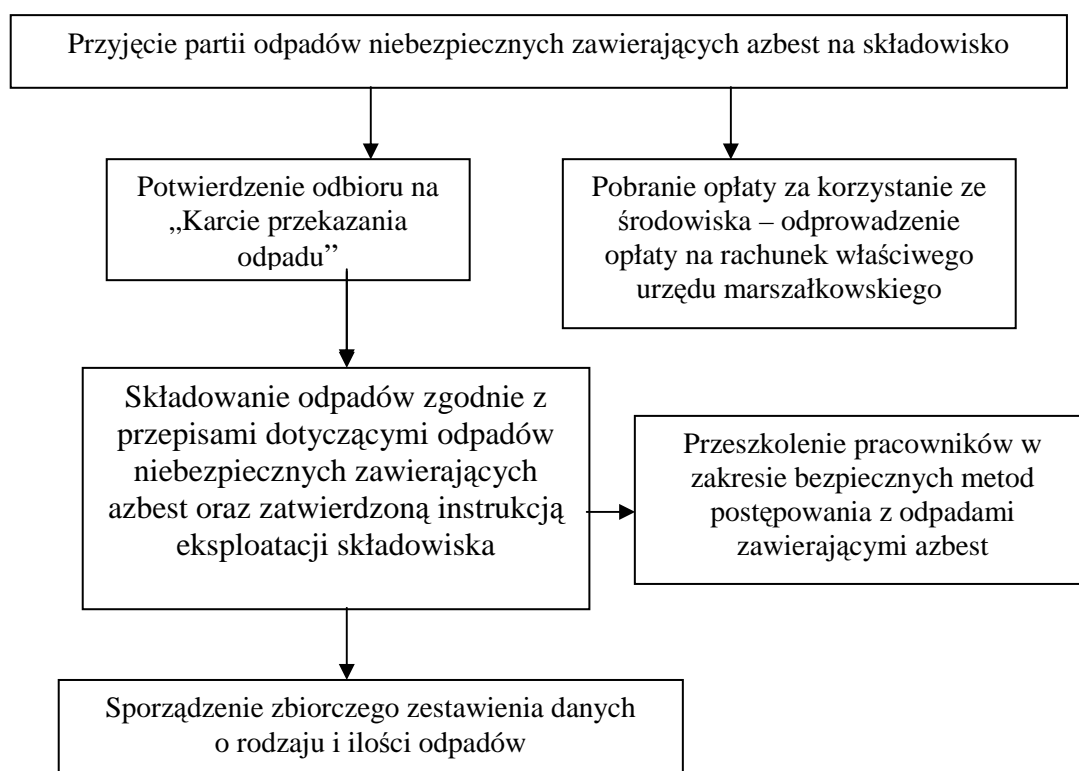 Przyjęcie partii odpadów niebezpiecznych zawierających azbest na składowisko
Potwierdzenie odbioru na
„Karcie przekazania
odpadu”
Pobranie opłaty za korzystanie ze
środowiska – odprowadzenie
opłaty na rachunek właściwego
urzędu marszałkowskiego
Składowanie odpadów zgodnie z
przepisami dotyczącymi odpadów
niebezpiecznych zawierających
azbest oraz zatwierdzoną instrukcją
eksploatacji składowiska
Przeszkolenie pracowników w
zakresie bezpiecznych metod
postępowania z odpadami
zawierającymi azbest
Sporządzenie zbiorczego zestawienia danych
o rodzaju i ilości odpadów